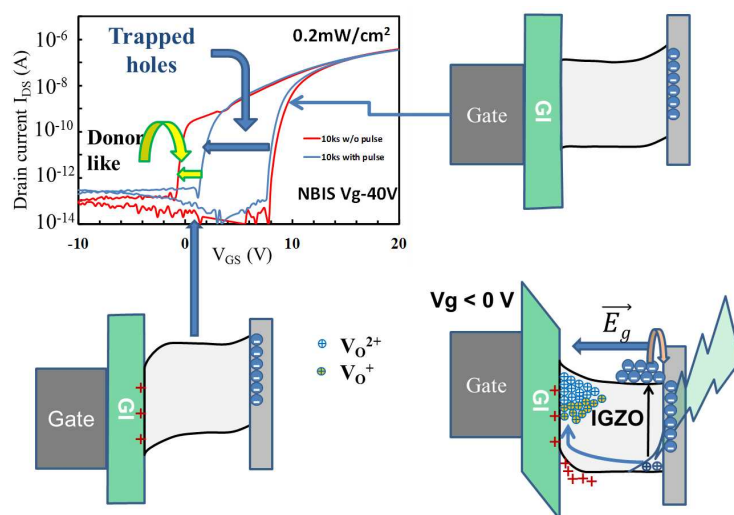 Drain current I_DS (A)
10⁻⁶
10⁻⁸
10⁻¹⁰
10⁻¹²
10⁻¹⁴
Trapped
holes
0.2mW/cm²
Donor
like
10ks w/o pulse
10ks with pulse
NBIS Vg-40V
-10
0
10
20
V_GS (V)
Gate
GI
Gate
GI
V_O²⁺
V_O⁺
Vg < 0 V
E_g
Gate
GI
IGZO